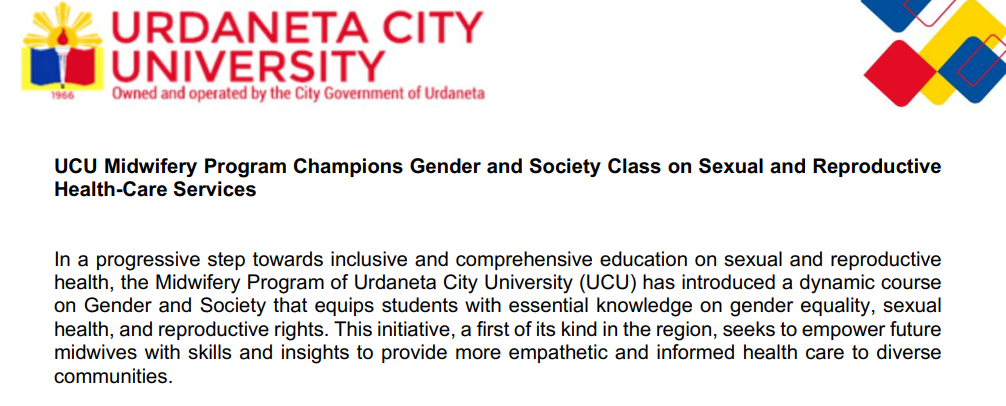 URDANETA CITY
UNIVERSITY
1966
Owned and operated by the City Government of Urdaneta
UCU Midwifery Program Champions Gender and Society Class on Sexual and Reproductive
Health-Care Services
In a progressive step towards inclusive and comprehensive education on sexual and reproductive
health, the Midwifery Program of Urdaneta City University (UCU) has introduced a dynamic course
on Gender and Society that equips students with essential knowledge on gender equality, sexual
health, and reproductive rights. This initiative, a first of its kind in the region, seeks to empower future
midwives with skills and insights to provide more empathetic and informed health care to diverse
communities.